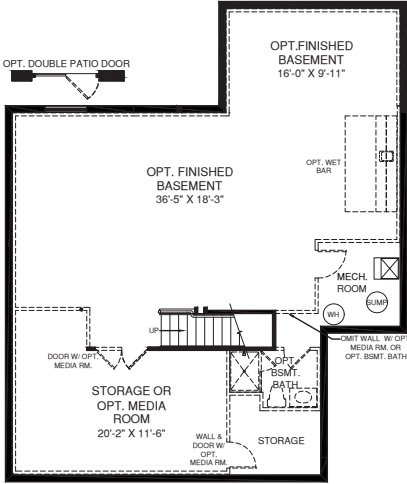 OPT. DOUBLE PATIO DOOR
OPT.FINISHED
BASEMENT
16'-0" X 9'-11"
OPT. WET
BAR
OPT. FINISHED
BASEMENT
36'-5" X 18'-3"
MECH.
ROOM
SUMP
WH
UP
OMIT WALL W/ OPT.
MEDIA RM. OR
OPT. BSMT. BATH
DOOR W/ OPT.
MEDIA RM.
OPT.
BSMT.
BATH
STORAGE OR
OPT. MEDIA
ROOM
20'-2" X 11'-6"
WALL &
DOOR W/
OPT.
MEDIA RM.
STORAGE